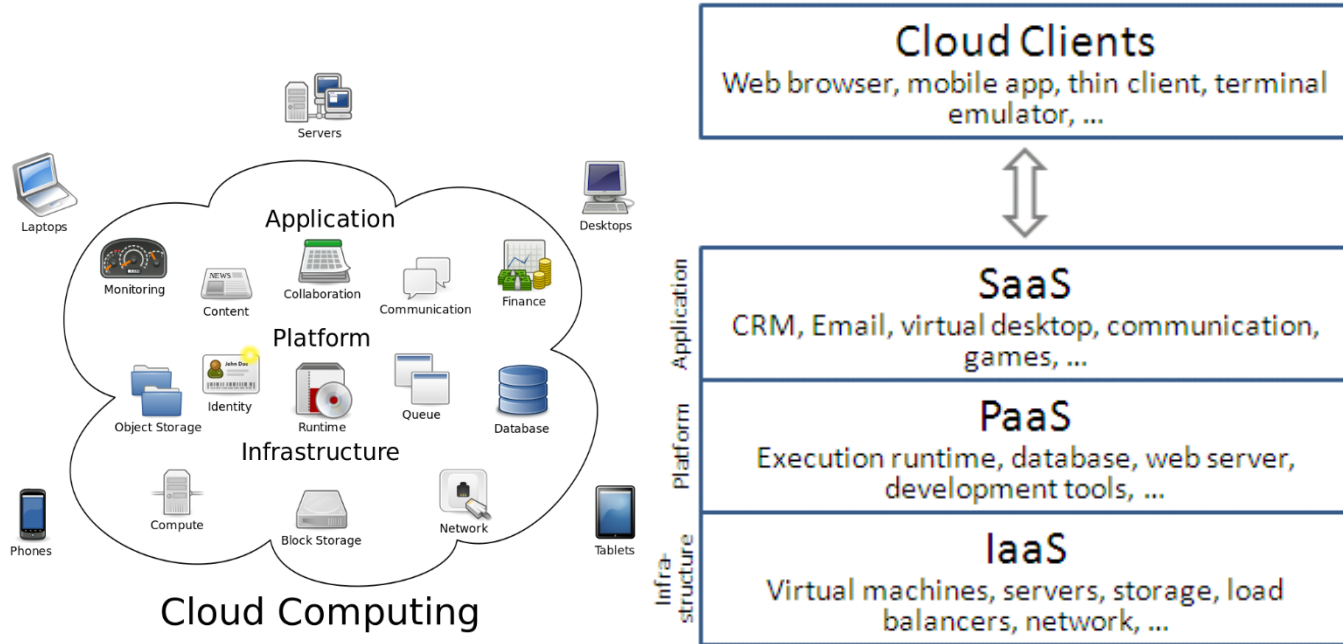 Servers
Laptops
Desktops
Application
Monitoring
NEWS
Content
Collaboration
Communication
Finance
Platform
Object Storage
John Doe
Identity
Runtime
Queue
Database
Infrastructure
Phones
Compute
Block Storage
Network
Tablets
Cloud Computing
Cloud Clients
Web browser, mobile app, thin client, terminal
emulator, ...
Application
SaaS
CRM, Email, virtual desktop, communication,
games, ...
Platform
PaaS
Execution runtime, database, web server,
development tools, ...
Infra-
structure
IaaS
Virtual machines, servers, storage, load
balancers, network, ...